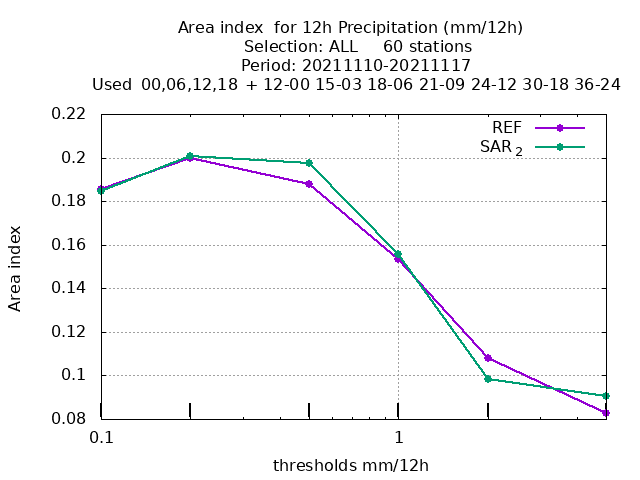 Area index  for 12h Precipitation (mm/12h)
Selection: ALL     60 stations
Period: 20211110-20211117
Used  00,06,12,18  + 12-00 15-03 18-06 21-09 24-12 30-18 36-24
0.22
0.2
0.18
0.16
0.14
0.12
0.1
0.08
Area index
REF
SAR 2
0.1
1
thresholds mm/12h